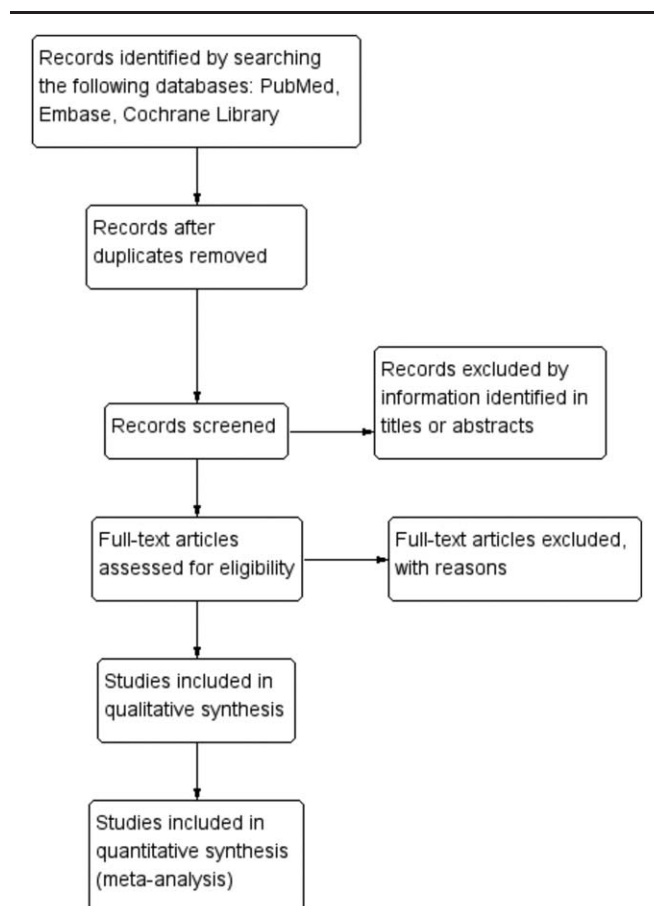 Records identified by searching
the following databases: PubMed,
Embase, Cochrane Library
Records after
duplicates removed
Records excluded by
information identified in
titles or abstracts
Records screened
Full-text articles
assessed for eligibility
Full-text articles excluded,
with reasons
Studies included in
qualitative synthesis
Studies included in
quantitative synthesis
(meta-analysis)